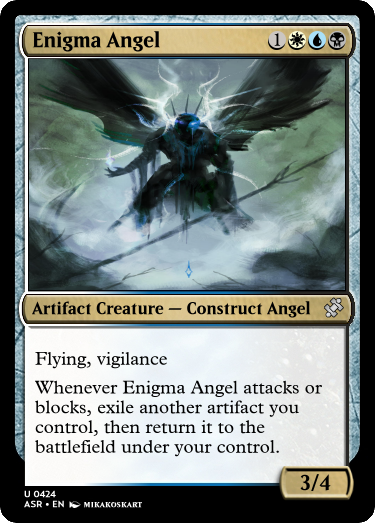 Enigma Angel 1
Artifact Creature — Construct Angel
Flying, vigilance
Whenever Enigma Angel attacks or
blocks, exile another artifact you
control, then return it to the
battlefield under your control.
3/4
U 0424
ASR • EN MIKAKOSKART